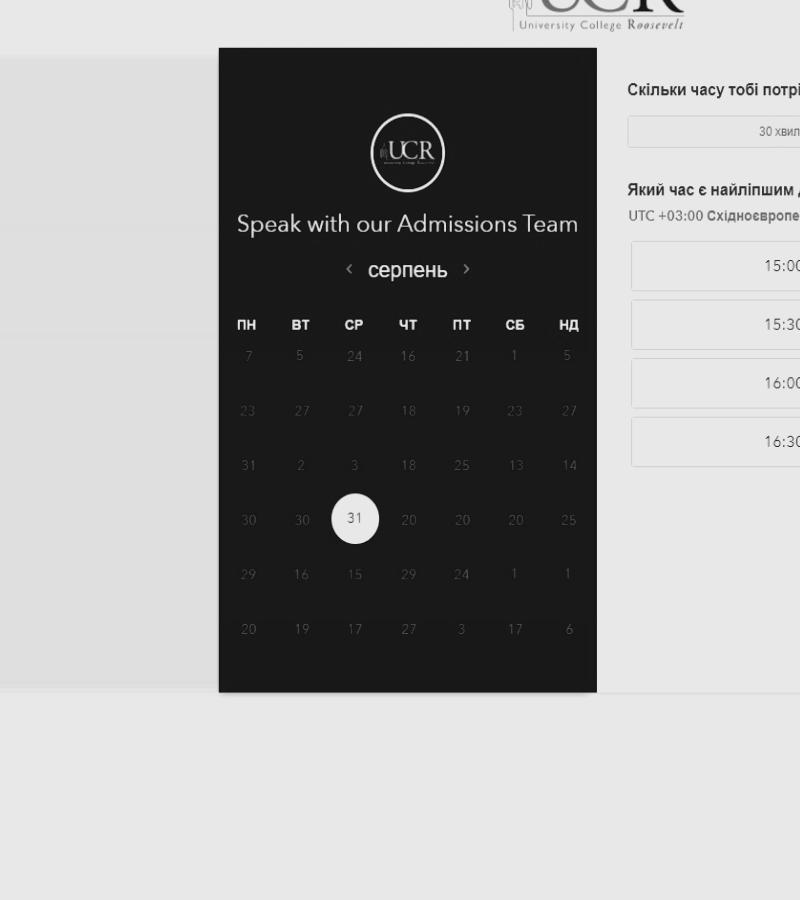 UCR
University College Roosevelt
UCR
Speak with our Admissions Team
‹ серпень ›
ПН ВТ СР ЧТ ПТ СБ НД
7 5 24 16 21 1 5
23 27 27 18 19 23 27
31 2 3 18 25 13 14
30 30 31 20 20 20 25
29 16 15 29 24 1 1
20 19 17 27 3 17 6
Скільки часу тобі потрі
30 хвил
Який час є найліпшим
UTC +03:00 Східноєвропе
15:00
15:30
16:00
16:30